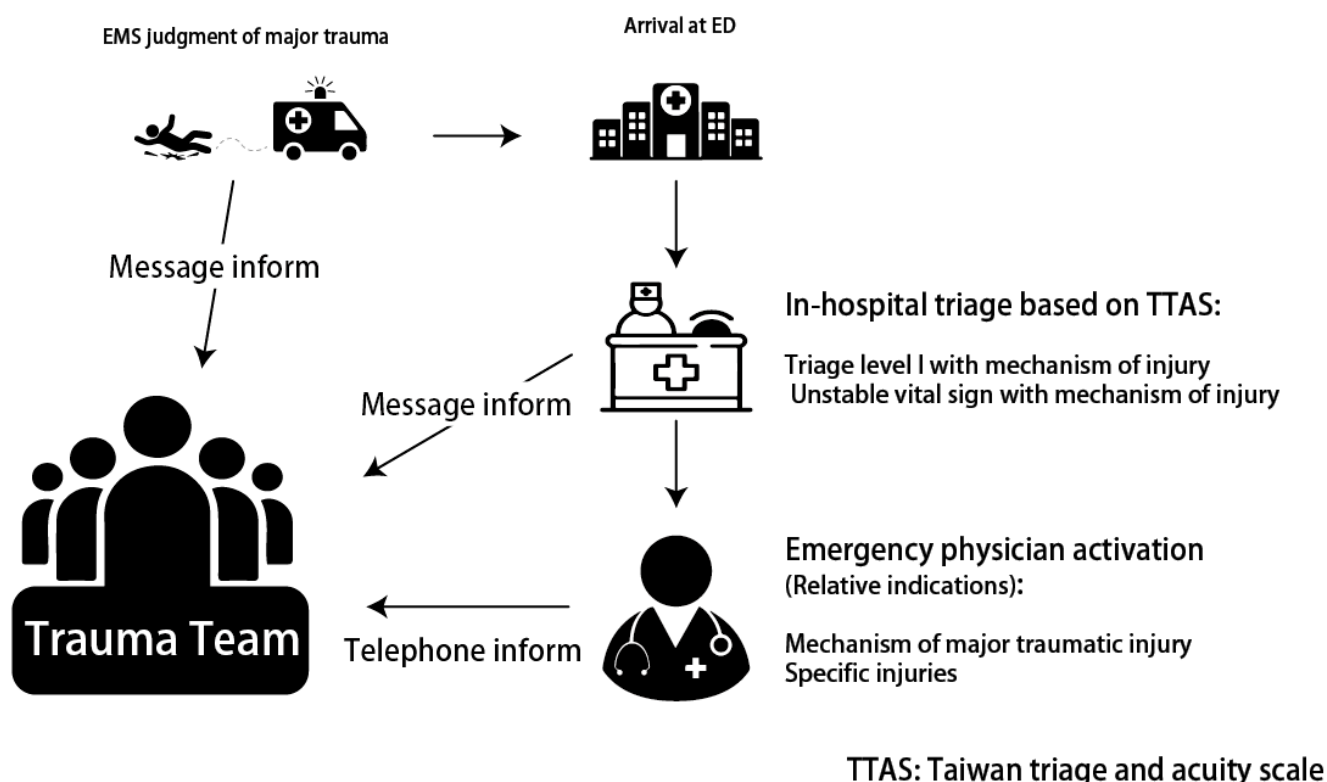 EMS judgment of major trauma
Arrival at ED
Message inform
In-hospital triage based on TTAS:
Triage level I with mechanism of injury
Unstable vital sign with mechanism of injury
Message inform
Emergency physician activation
(Relative indications):
Trauma Team
Telephone inform
Mechanism of major traumatic injury
Specific injuries
TTAS: Taiwan triage and acuity scale